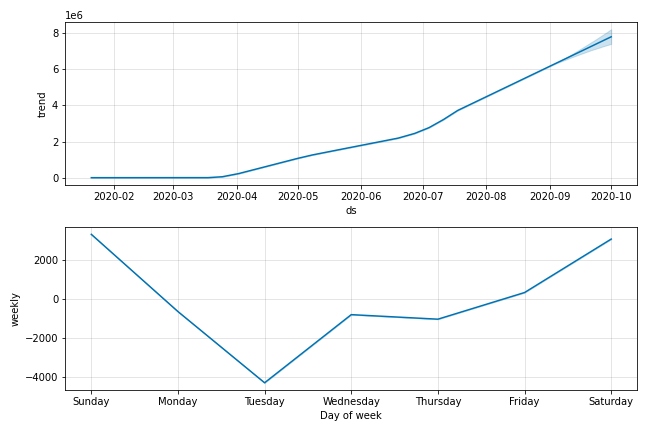 1e6
8
6
4
2
0
trend
2020-02 2020-03 2020-04 2020-05 2020-06 2020-07 2020-08 2020-09 2020-10
ds
2000
0
−2000
−4000
weekly
Sunday Monday Tuesday Wednesday Thursday Friday Saturday
Day of week